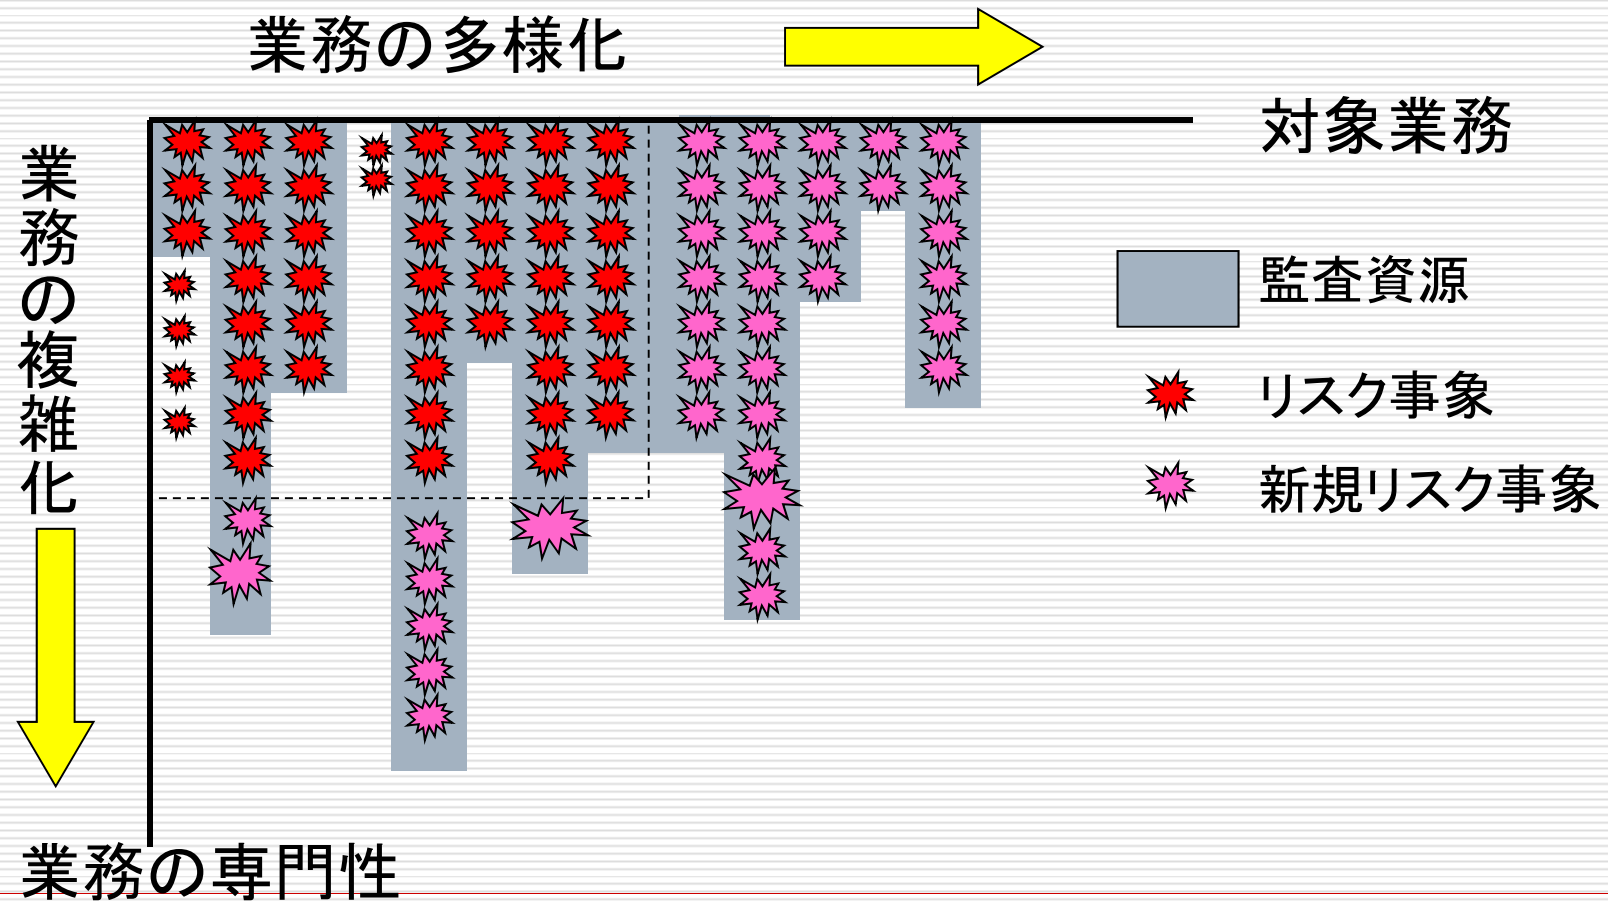 業務の多様化
対象業務
業務の複雑化
監査資源
リスク事象
新規リスク事象
業務の専門性